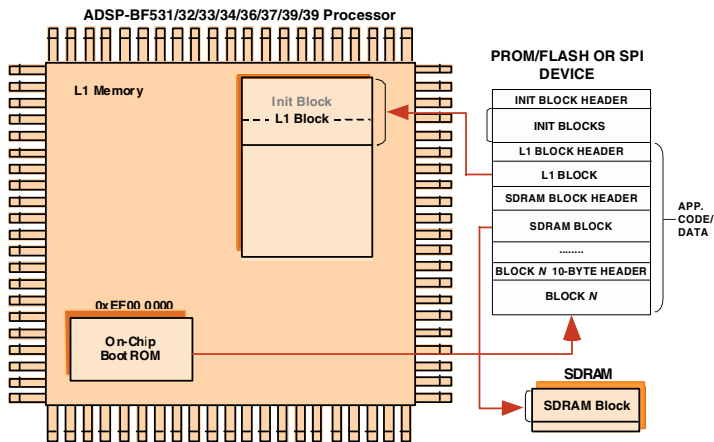 ADSP-BF531/32/33/34/36/37/39/39 Processor
L1 Memory
Init Block
L1 Block
0xEF00 0000
On-Chip
Boot ROM
PROM/FLASH OR SPI
DEVICE
INIT BLOCK HEADER
INIT BLOCKS
L1 BLOCK HEADER
L1 BLOCK
SDRAM BLOCK HEADER
SDRAM BLOCK
........
BLOCK N 10-BYTE HEADER
BLOCK N
APP.
CODE/
DATA
SDRAM
SDRAM Block